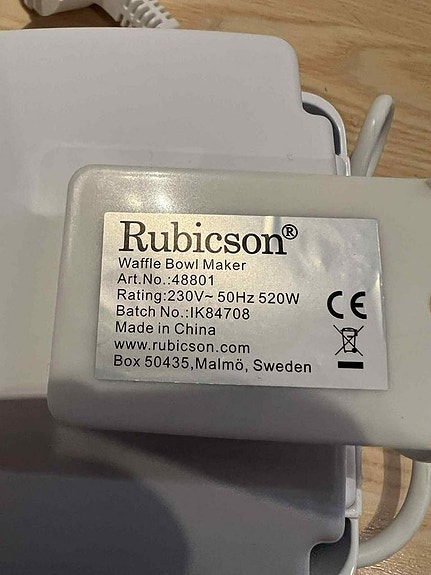 Rubicson®
Waffle Bowl Maker
Art.No.:48801
Rating:230V~ 50Hz 520W
Batch No.:IK84708
Made in China
www.rubicson.com
Box 50435,Malmö, Sweden
CE